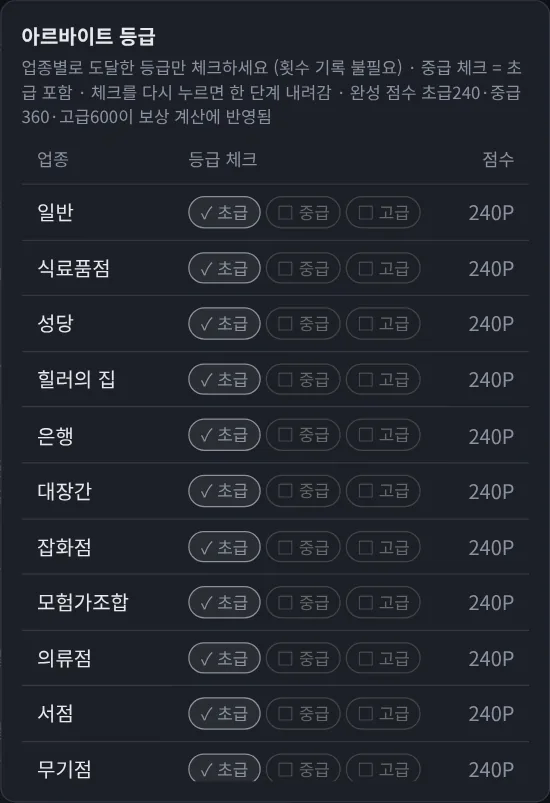 아르바이트 등급
업종별로 도달한 등급만 체크하세요 (횟수 기록 불필요) · 중급 체크 = 초
급 포함 · 체크를 다시 누르면 한 단계 내려감 · 완성 점수 초급240·중급
360·고급600이 보상 계산에 반영됨
업종 등급 체크 점수
일반 ✓ 초급 □ 중급 □ 고급 240P
식료품점 ✓ 초급 □ 중급 □ 고급 240P
성당 ✓ 초급 □ 중급 □ 고급 240P
힐러의 집 ✓ 초급 □ 중급 □ 고급 240P
은행 ✓ 초급 □ 중급 □ 고급 240P
대장간 ✓ 초급 □ 중급 □ 고급 240P
잡화점 ✓ 초급 □ 중급 □ 고급 240P
모험가조합 ✓ 초급 □ 중급 □ 고급 240P
의류점 ✓ 초급 □ 중급 □ 고급 240P
서점 ✓ 초급 □ 중급 □ 고급 240P
무기점 ✓ 초급 □ 중급 □ 고급 240P